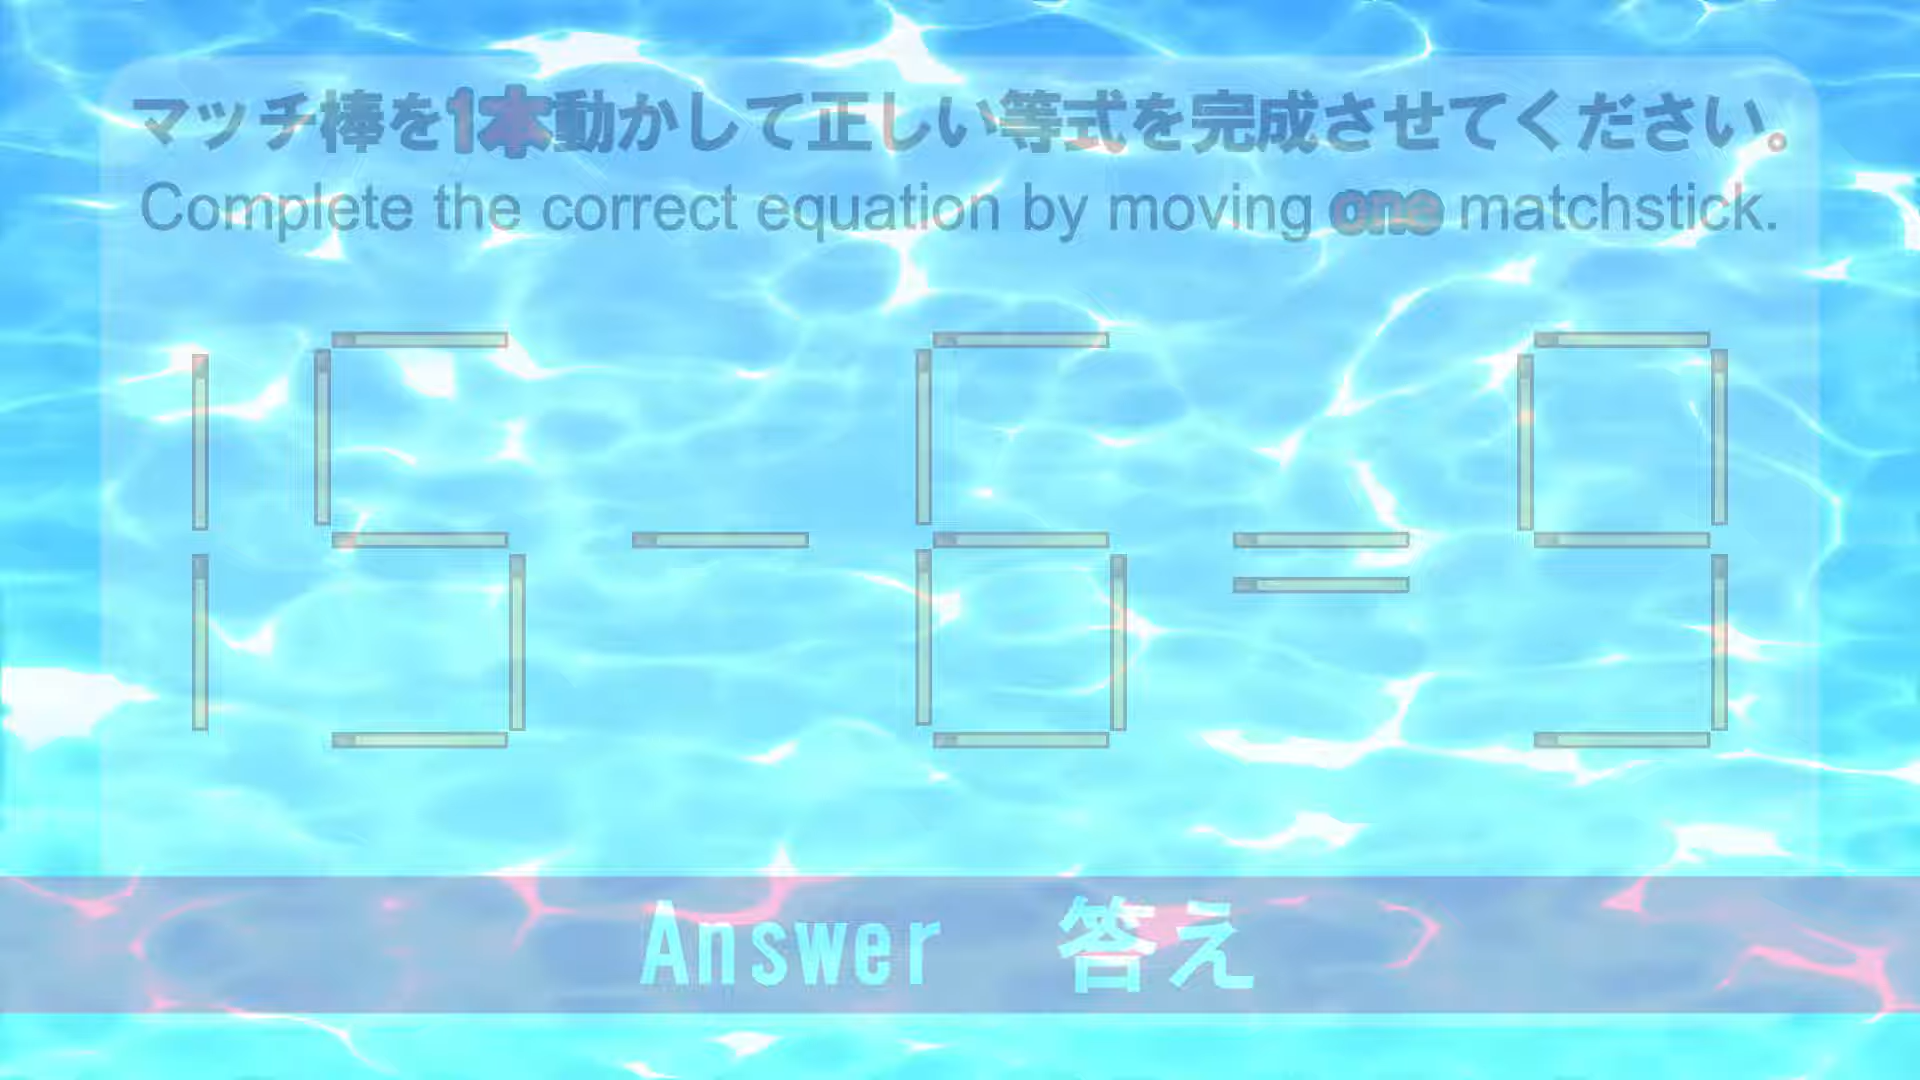 マッチ棒を1本動かして正しい等式を完成させてください。
Complete the correct equation by moving one matchstick.
15-6=9
Answer 答え